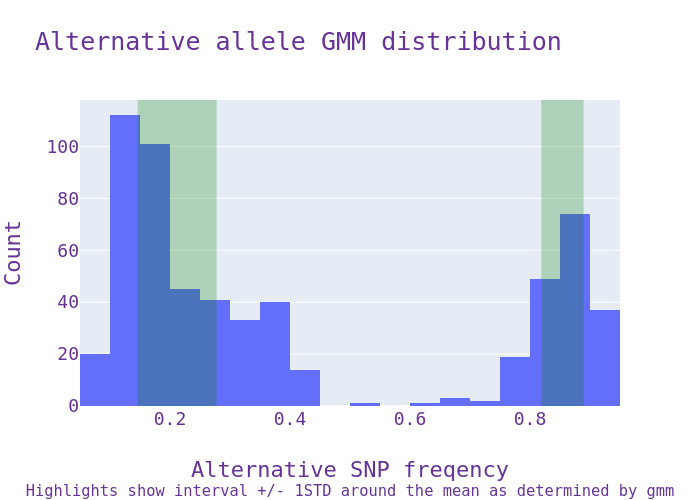 Alternative allele GMM distribution
100
80
60
40
20
0
Count
0.2 0.4 0.6 0.8
Alternative SNP freqency
Highlights show interval +/- 1STD around the mean as determined by gmm